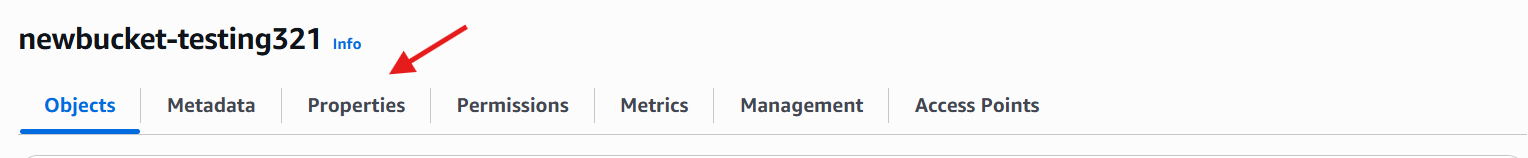 newbucket-testing321 Info
Objects Metadata Properties Permissions Metrics Management Access Points